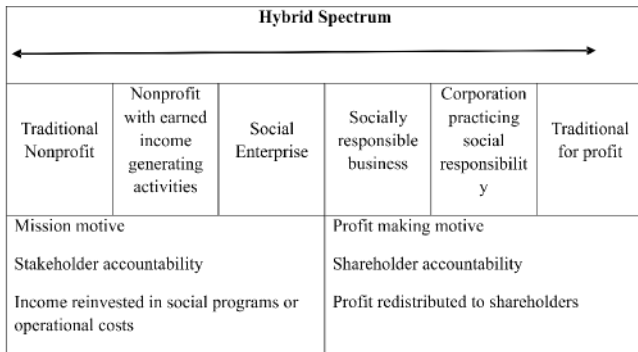 Hybrid Spectrum
Traditional
Nonprofit
Nonprofit
with earned
income
generating
activities
Social
Enterprise
Socially
responsible
business
Corporation
practicing
social
responsibilit
y
Traditional
for profit
Mission motive
Stakeholder accountability
Income reinvested in social programs or
operational costs
Profit making motive
Shareholder accountability
Profit redistributed to shareholders